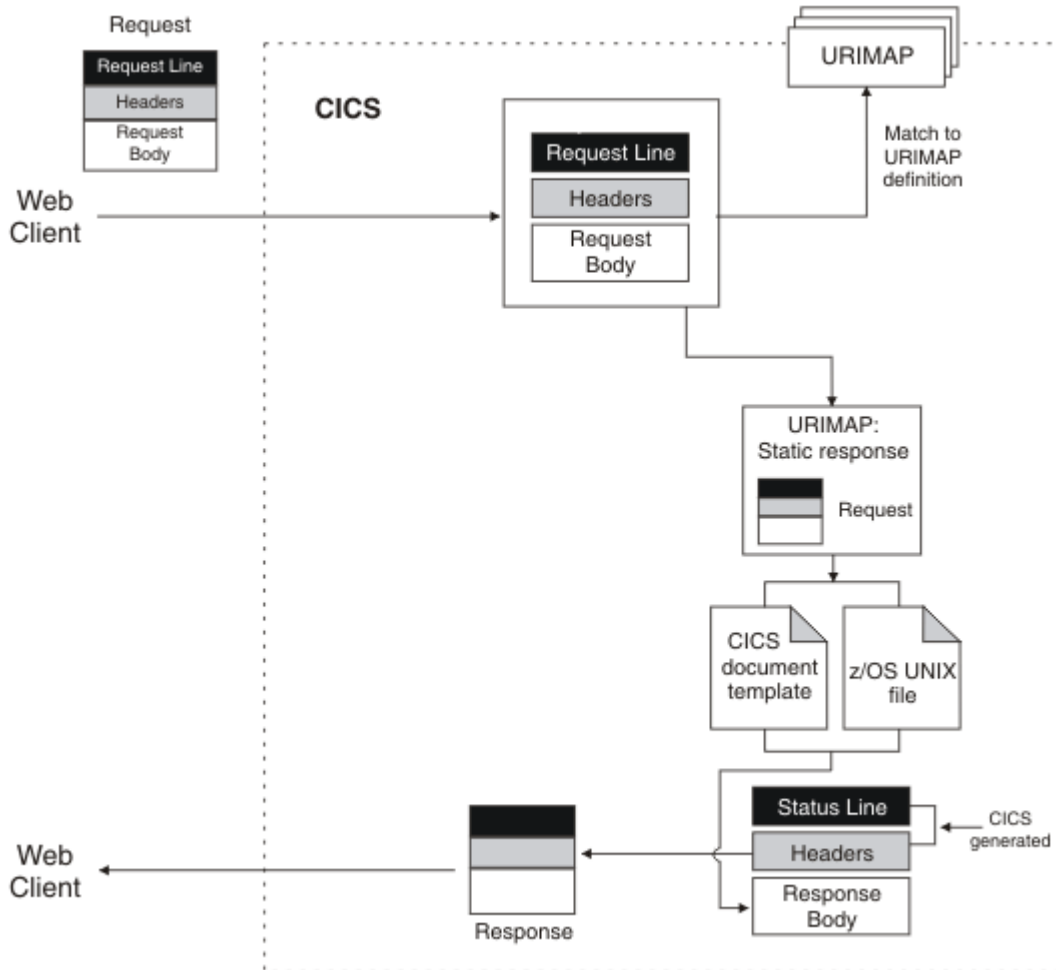 Request
Request Line
Headers
Request
Body
Web
Client
CICS
Request Line
Headers
Request
Body
URIMAP
Match to
URIMAP
definition
URIMAP:
Static response
Request
CICS
document
template
z/OS UNIX
file
Status Line
Headers
Response
Body
CICS
generated
Response
Web
Client